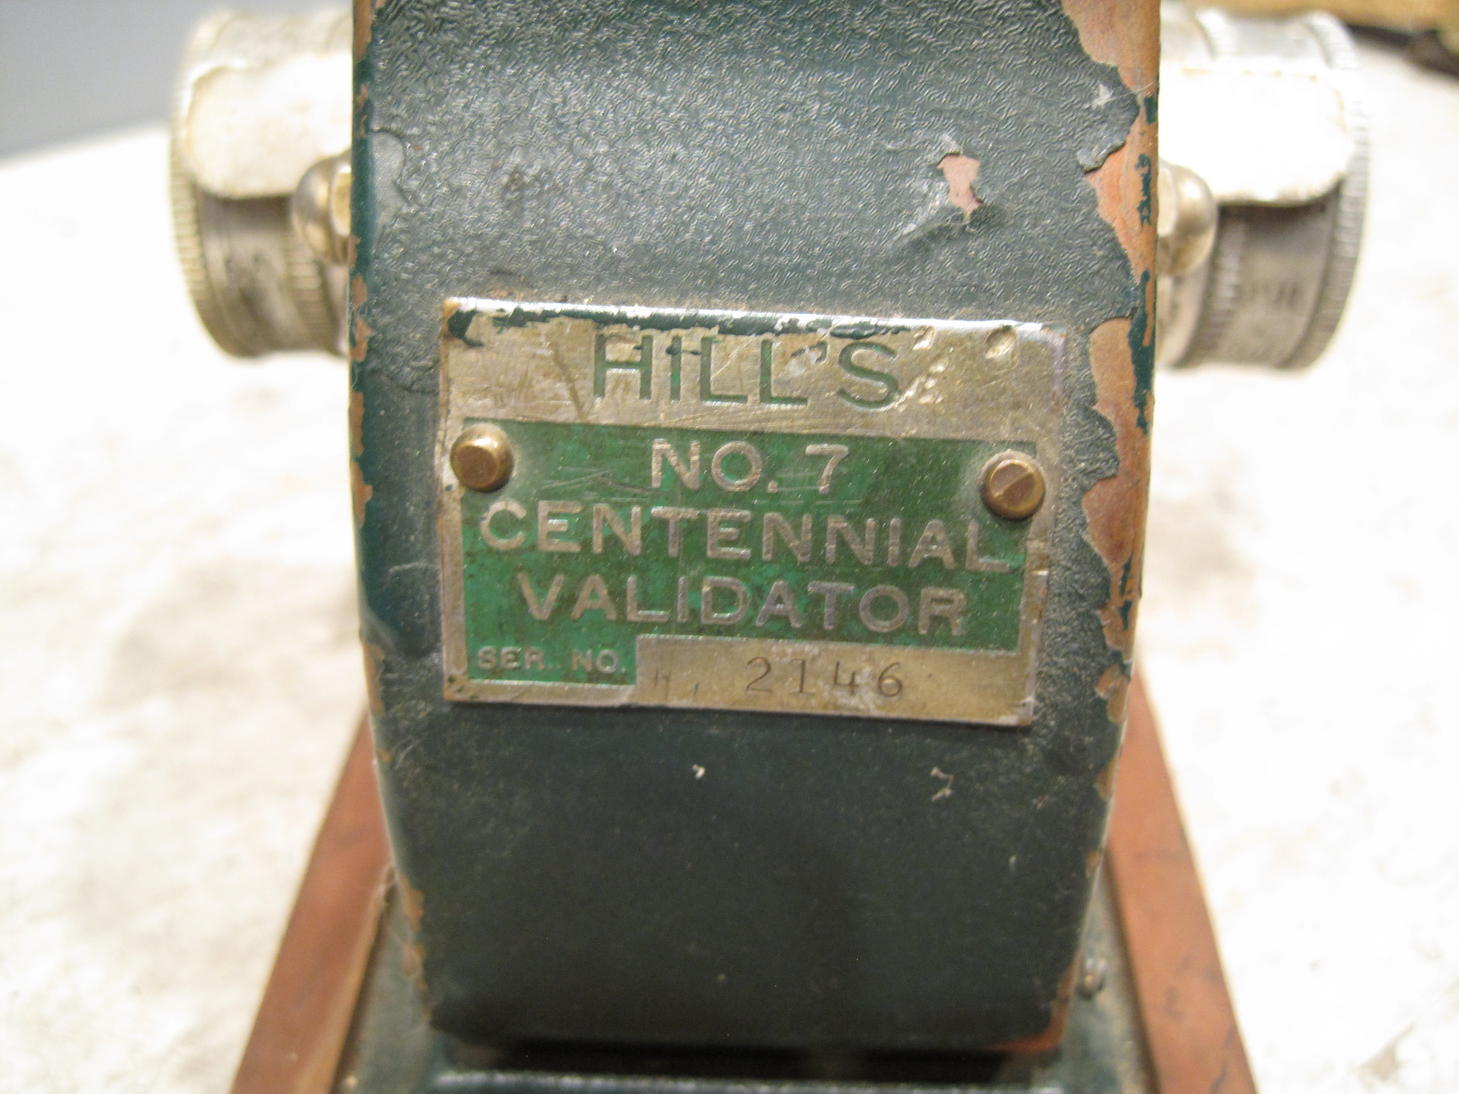 HILL'S
NO. 7
CENTENNIAL
VALIDATOR
SER. NO. 2146